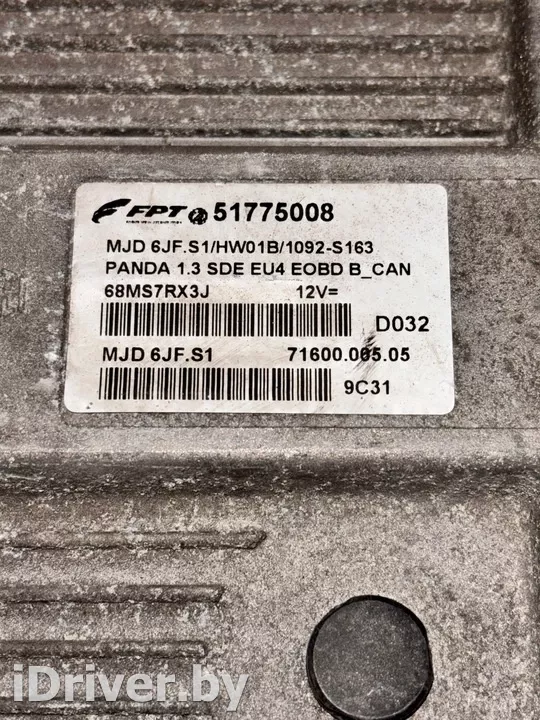 FPT 51775008
MJD 6JF.S1/HW01B/1092-S163
PANDA 1.3 SDE EU4 EOBD B_CAN
68MS7RX3J 12V=
D032
MJD 6JF.S1 71600.005.05
9C31
iDriver.by